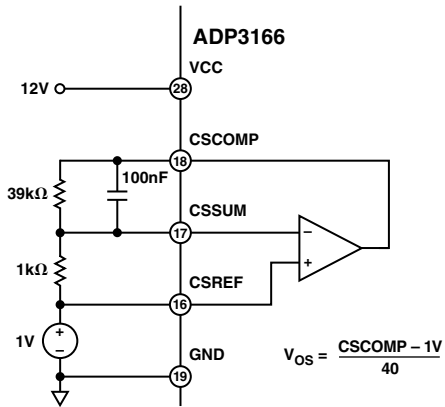 ADP3166
VCC
12V
28
CSCOMP
18
100nF
39kΩ
CSSUM
17
−
+
1kΩ
CSREF
16
1V
+
−
GND
19
V_OS = (CSCOMP – 1V) / 40